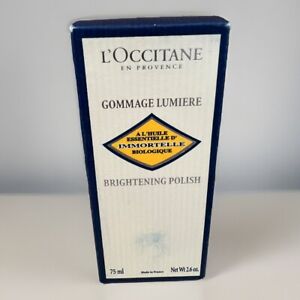 L'OCCITANE
EN PROVENCE
GOMMAGE LUMIERE
A L'HUILE
ESSENTIELLE D'
IMMORTELLE
BIOLOGIQUE
BRIGHTENING POLISH
75 ml
Made in France
Net Wt 2.6 oz.